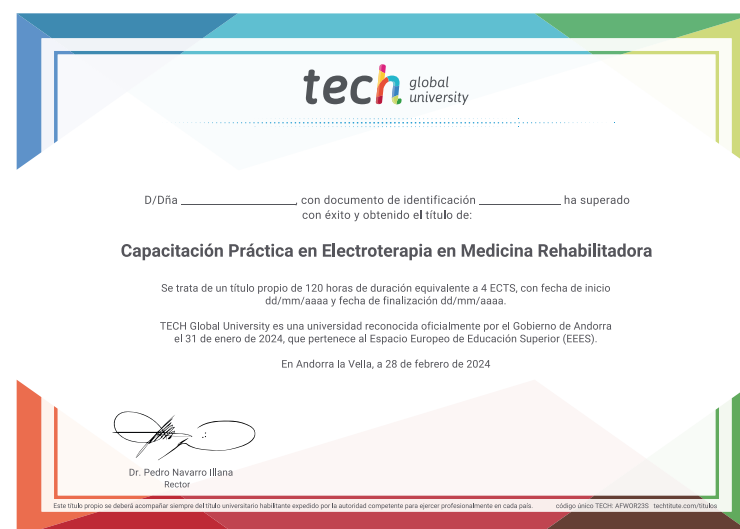 tech global university
D/Dña ____________________, con documento de identificación ______________ ha superado
con éxito y obtenido el título de:
Capacitación Práctica en Electroterapia en Medicina Rehabilitadora
Se trata de un título propio de 120 horas de duración equivalente a 4 ECTS, con fecha de inicio
dd/mm/aaaa y fecha de finalización dd/mm/aaaa.
TECH Global University es una universidad reconocida oficialmente por el Gobierno de Andorra
el 31 de enero de 2024, que pertenece al Espacio Europeo de Educación Superior (EEES).
En Andorra la Vella, a 28 de febrero de 2024
Dr. Pedro Navarro Illana
Rector
Este título propio se deberá acompañar siempre del título universitario habilitante expedido por la autoridad competente para ejercer profesionalmente en cada país. código único TECH: AFWOR23S techtitute.com/titulos